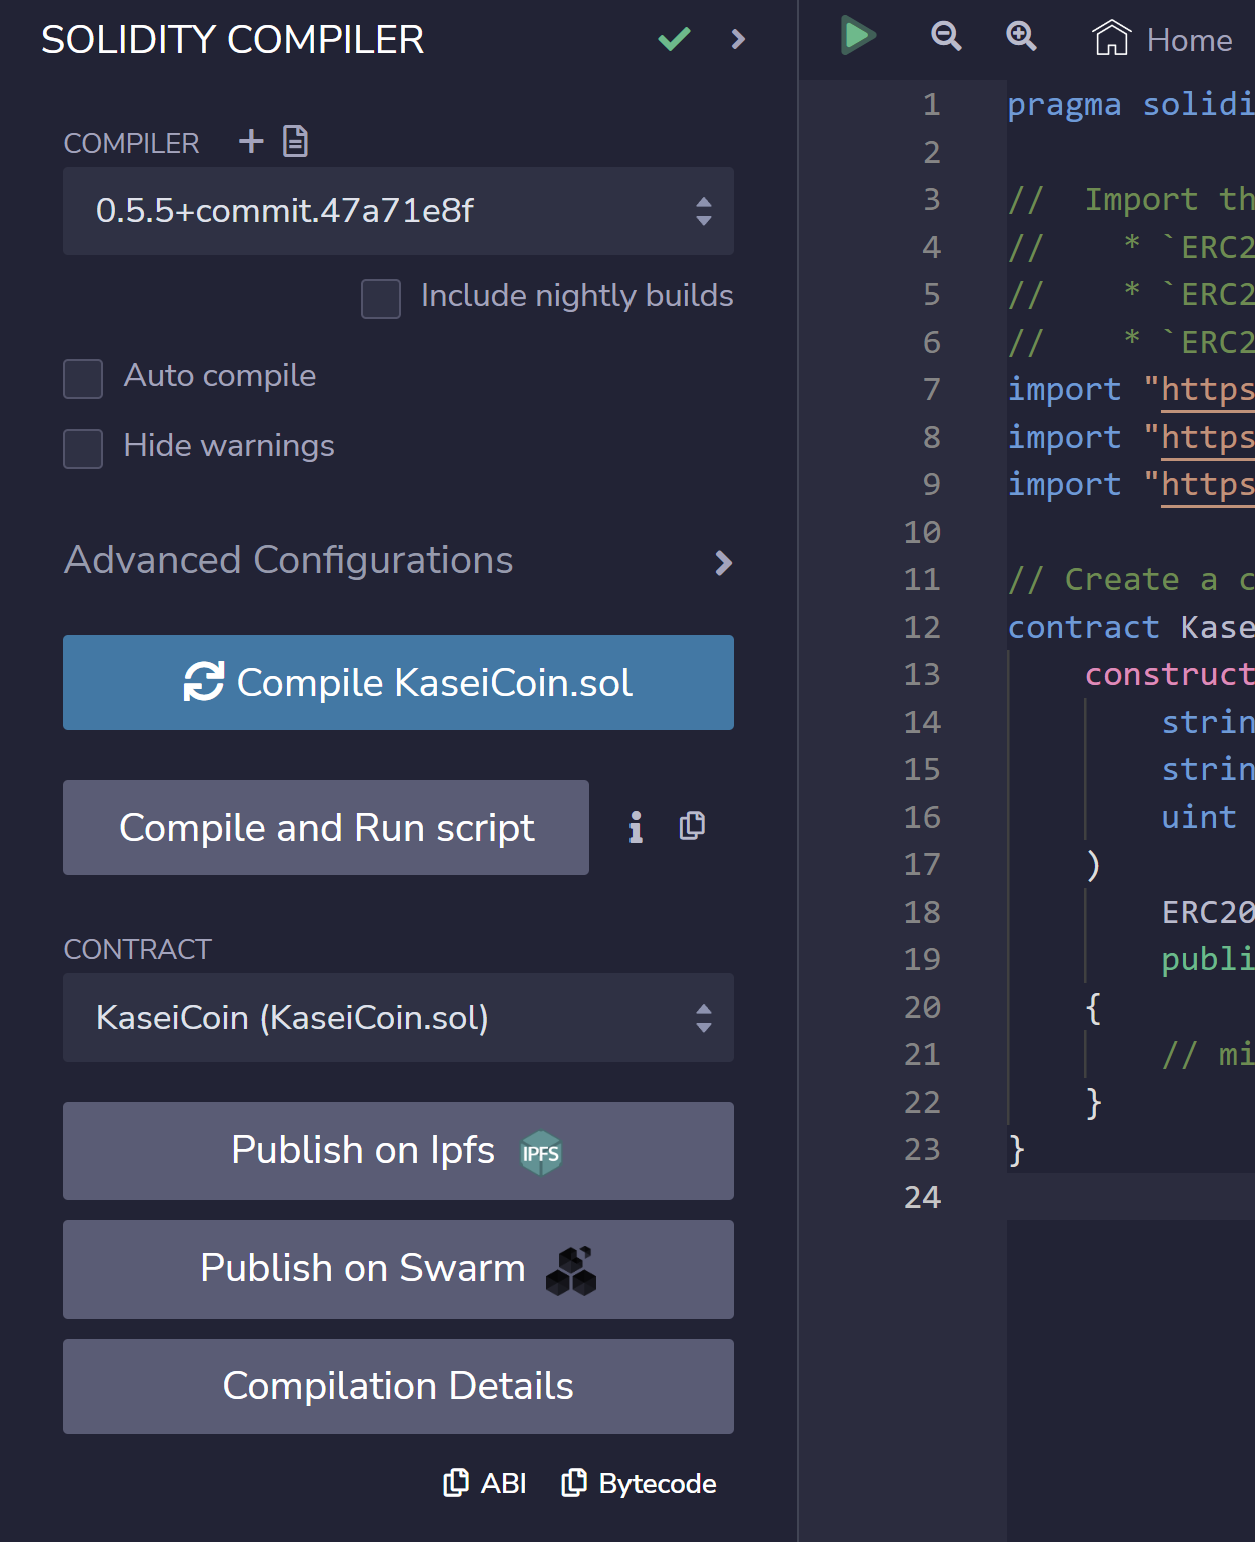 SOLIDITY COMPILER
COMPILER
0.5.5+commit.47a71e8f
Include nightly builds
Auto compile
Hide warnings
Advanced Configurations
Compile KaseiCoin.sol
Compile and Run script
CONTRACT
KaseiCoin (KaseiCoin.sol)
Publish on Ipfs IPFS
Publish on Swarm
Compilation Details
ABI Bytecode
Home
1 pragma solidi
2
3 // Import th
4 // * `ERC2
5 // * `ERC2
6 // * `ERC2
7 import "https
8 import "https
9 import "https
10
11 // Create a c
12 contract Kase
13 construct
14 strin
15 strin
16 uint
17 )
18 ERC20
19 publi
20 {
21 // mi
22 }
23 }
24